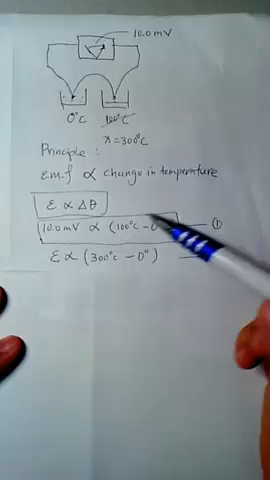 10.0 mV
0°C 100°C
x = 300°C
Principle :
em.f ∝ change in temperature
ε ∝ Δθ
10.0 mV ∝ (100°C - 0° ①
ε ∝ (300°C - 0°)